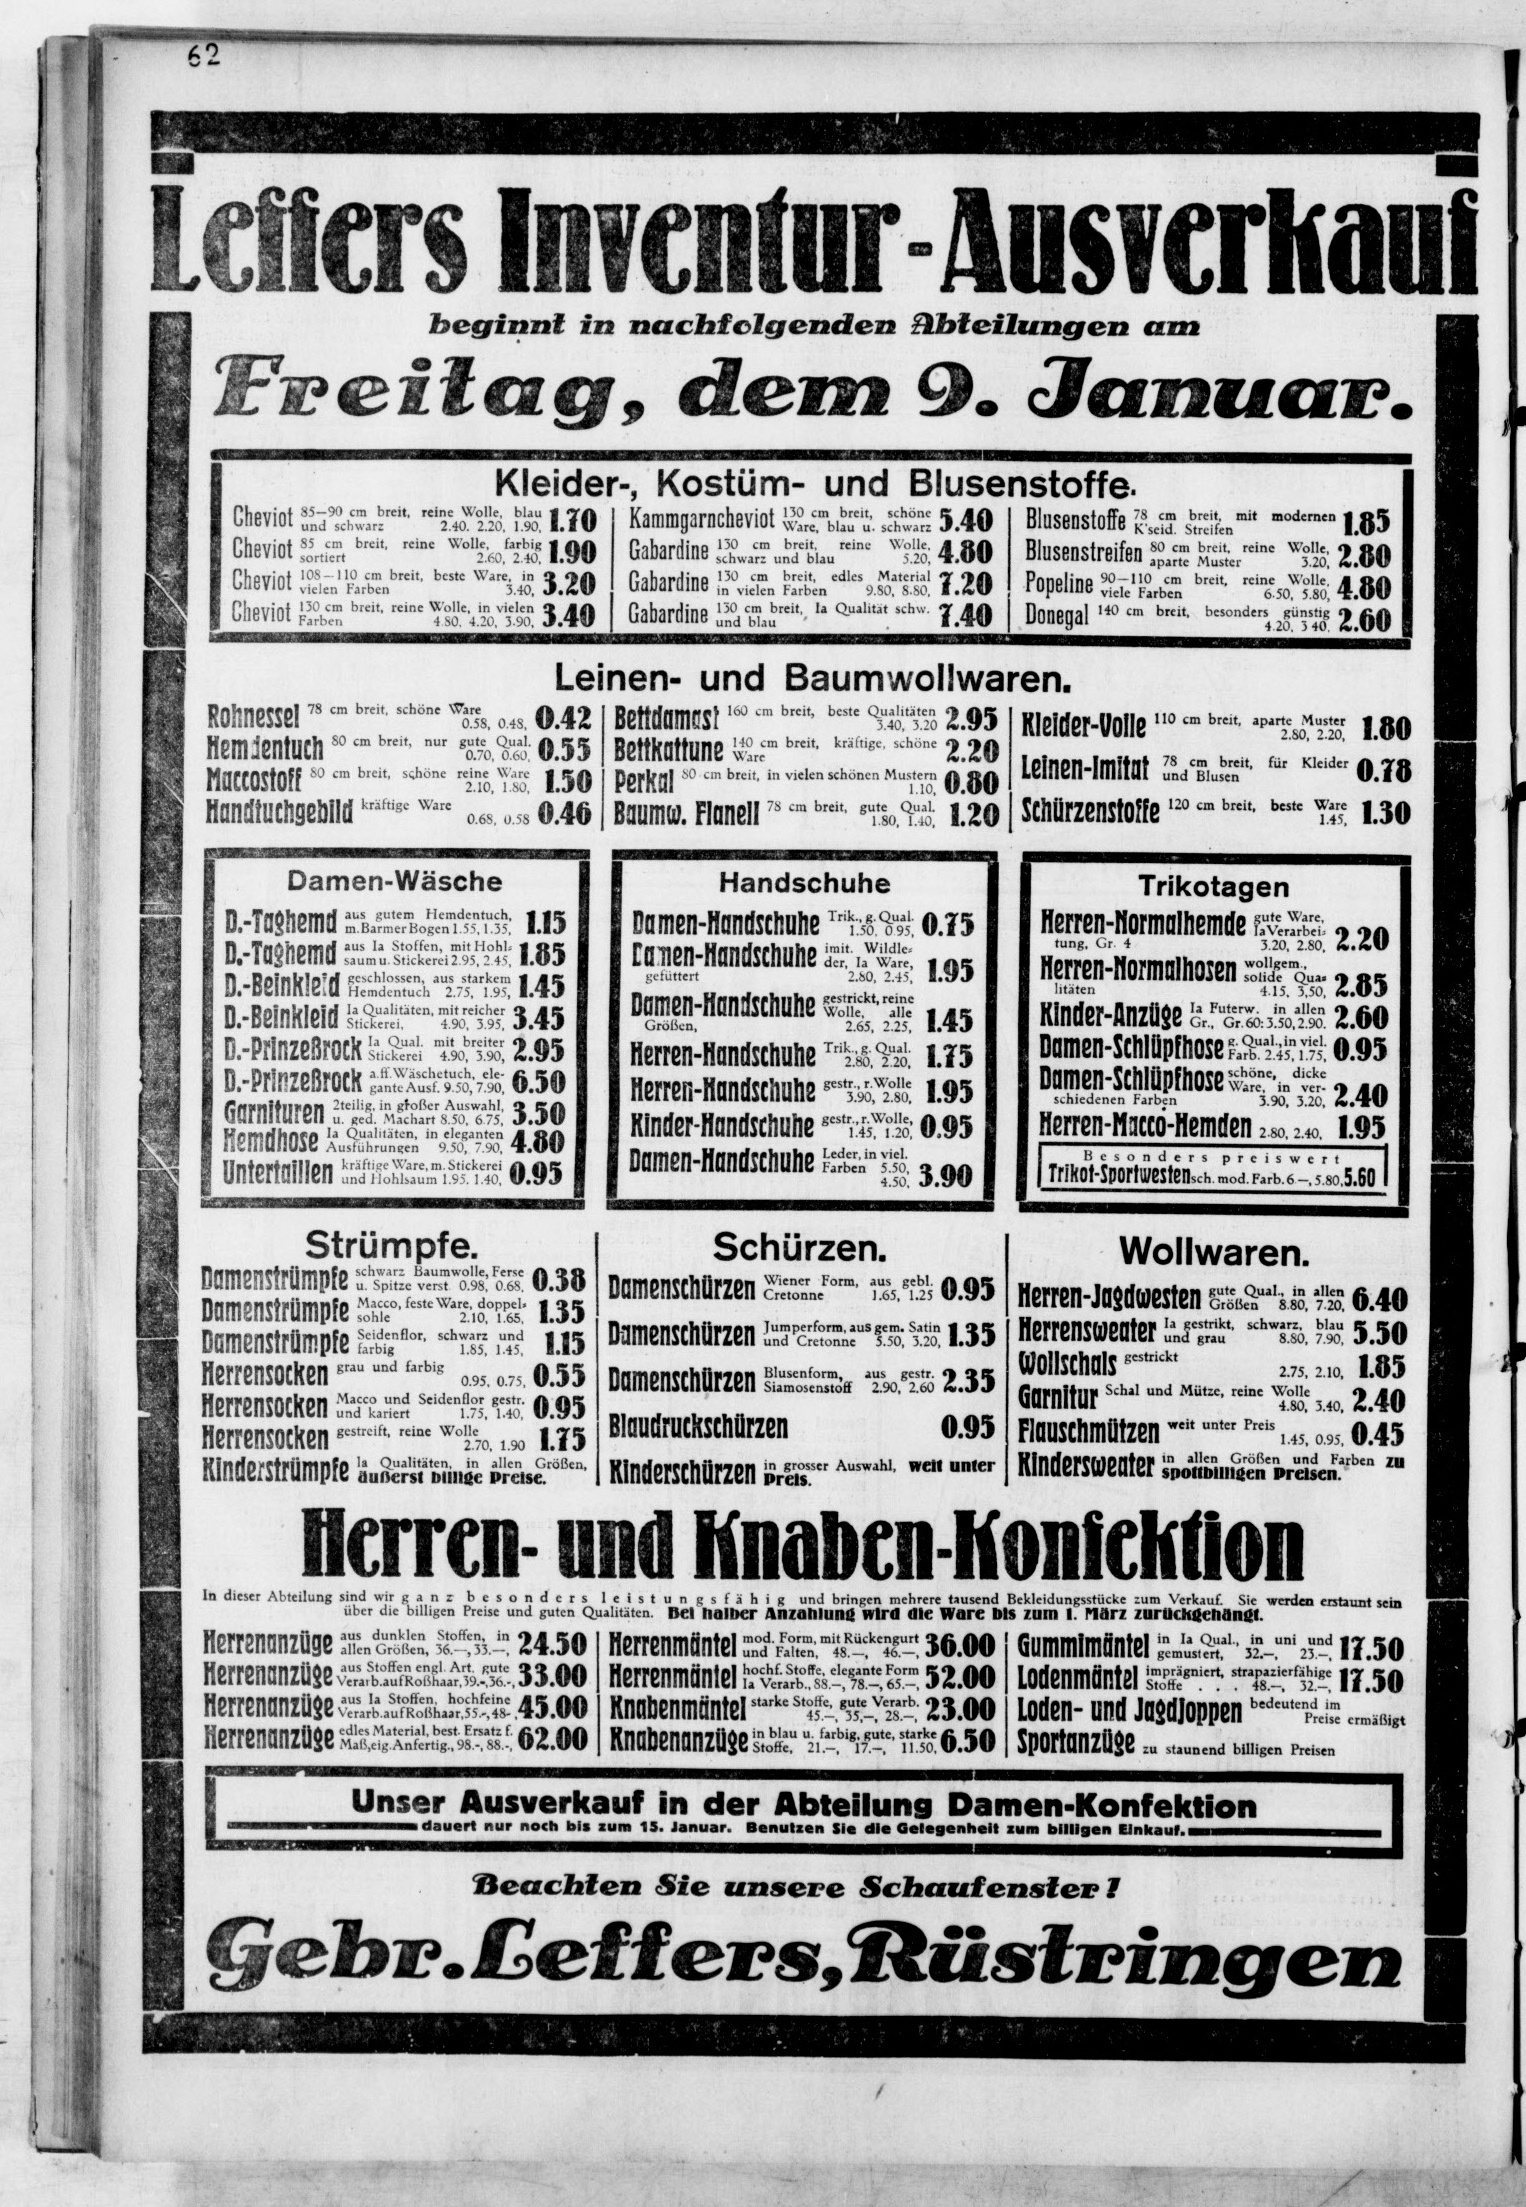 62
Leffers Inventur-Ausverkauf
beginnt in nachfolgenden Abteilungen am
Freitag, dem 9. Januar.
Kleider-, Kostüm- und Blusenstoffe.
Cheviot 85–90 cm breit, reine Wolle, blau
und schwarz 2.40. 2.20, 1.90, 1.70
Cheviot 85 cm breit, reine Wolle, farbig
sortiert 2.60, 2.40, 1.90
Cheviot 108–110 cm breit, beste Ware, in
vielen Farben 3.40, 3.20
Cheviot 130 cm breit, reine Wolle, in vielen
Farben 4.80, 4.20, 3.90, 3.40
Kammgarncheviot 130 cm breit, schöne
Ware, blau u. schwarz 5.40
Gabardine 130 cm breit, reine Wolle,
schwarz und blau 5.20, 4.80
Gabardine 130 cm breit, edles Material
in vielen Farben 9.80, 8.80, 7.20
Gabardine 130 cm breit, Ia Qualität schw.
und blau 7.40
Blusenstoffe 78 cm breit, mit modernen
K'seid. Streifen 1.85
Blusenstreifen 80 cm breit, reine Wolle,
aparte Muster 3.20, 2.80
Popeline 90–110 cm breit, reine Wolle,
viele Farben 6.50, 5.80, 4.80
Donegal 140 cm breit, besonders günstig
4.20, 3 40, 2.60
Leinen- und Baumwollwaren.
Rohnessel 78 cm breit, schöne Ware
0.58, 0.48, 0.42
Hemdentuch 80 cm breit, nur gute Qual.
0.70, 0.60, 0.55
Maccostoff 80 cm breit, schöne reine Ware
2.10, 1.80, 1.50
Handtuchgebild kräftige Ware
0.68, 0.58 0.46
Bettdamast 160 cm breit, beste Qualitäten
3.40, 3.20 2.95
Bettkattune 140 cm breit, kräftige, schöne
Ware 2.20
Perkal 80 cm breit, in vielen schönen Mustern
1.10, 0.80
Baumw. Flanell 78 cm breit, gute Qual.
1.80, 1.40, 1.20
Kleider-Volle 110 cm breit, aparte Muster
2.80, 2.20, 1.80
Leinen-Imitat 78 cm breit, für Kleider
und Blusen 0.78
Schürzenstoffe 120 cm breit, beste Ware
1.45, 1.30
Damen-Wäsche
D.-Taghemd aus gutem Hemdentuch,
m. Barmer Bogen 1.55, 1.35, 1.15
D.-Taghemd aus Ia Stoffen, mit Hohl-
saum u. Stickerei 2.95, 2.45, 1.85
D.-Beinkleid geschlossen, aus starkem
Hemdentuch 2.75, 1.95, 1.45
D.-Beinkleid Ia Qualitäten, mit reicher
Stickerei, 4.90, 3.95, 3.45
D.-Prinzeßrock Ia Qual. mit breiter
Stickerei 4.90, 3.90, 2.95
D.-Prinzeßrock a. ff. Wäschetuch, ele-
gante Ausf. 9.50, 7.90, 6.50
Garnituren 2teilig, in großer Auswahl,
u. ged. Machart 8.50, 6.75, 3.50
Hemdhose Ia Qualitäten, in eleganten
Ausführungen 9.50, 7.90, 4.80
Untertaillen kräftige Ware, m. Stickerei
und Hohlsaum 1.95. 1.40, 0.95
Handschuhe
Damen-Handschuhe Trik., g. Qual.
1.50, 0 95, 0.75
Damen-Handschuhe imit. Wildle-
der, Ia Ware,
gefüttert 2.80, 2.45, 1.95
Damen-Handschuhe gestrickt, reine
Wolle, alle
Größen, 2.65, 2.25, 1.45
Herren-Handschuhe Trik., g. Qual.
2.80, 2.20, 1.75
Herren-Handschuhe gestr., r. Wolle
3.90, 2.80, 1.95
Kinder-Handschuhe gestr., r. Wolle,
1.45, 1.20, 0.95
Damen-Handschuhe Leder, in viel.
Farben 5.50,
4.50, 3.90
Trikotagen
Herren-Normalhemde gute Ware,
Ia Verarbei-
tung, Gr. 4 3.20, 2.80, 2.20
Herren-Normalhosen wollgem.,
solide Qua-
litäten 4.15, 3,50, 2.85
Kinder-Anzüge Ia Futerw. in allen
Gr., Gr. 60: 3.50, 2.90. 2.60
Damen-Schlüpfhose g. Qual., in viel.
Farb. 2.45, 1.75, 0.95
Damen-Schlüpfhose schöne, dicke
Ware, in ver-
schiedenen Farben 3.90, 3.20, 2.40
Herren-Macco-Hemden 2.80, 2.40, 1.95
Besonders preiswert
Trikot-Sportwesten sch. mod. Farb. 6.–, 5.80, 5.60
Strümpfe.
Damenstrümpfe schwarz Baumwolle, Ferse
u. Spitze verst 0.98, 0.68, 0.38
Damenstrümpfe Macco, feste Ware, doppel-
sohle 2.10, 1.65, 1.35
Damenstrümpfe Seidenflor, schwarz und
farbig 1.85, 1.45, 1.15
Herrensocken grau und farbig
0.95, 0.75, 0.55
Herrensocken Macco und Seidenflor gestr.
und kariert 1.75, 1.40, 0.95
Herrensocken gestreift, reine Wolle
2.70, 1.90 1.75
Kinderstrümpfe Ia Qualitäten, in allen Größen,
äußerst billige Preise.
Schürzen.
Damenschürzen Wiener Form, aus gebl.
Cretonne 1.65, 1.25 0.95
Damenschürzen Jumperform, aus gem. Satin
und Cretonne 5.50, 3.20, 1.35
Damenschürzen Blusenform, aus gestr.
Siamosenstoff 2.90, 2.60 2.35
Blaudruckschürzen 0.95
Kinderschürzen in grosser Auswahl, weit unter
Preis.
Wollwaren.
Herren-Jagdwesten gute Qual., in allen
Größen 8.80, 7.20, 6.40
Herrensweater Ia gestrikt, schwarz, blau
und grau 8.80, 7.90, 5.50
Wollschals gestrickt
2.75, 2.10, 1.85
Garnitur Schal und Mütze, reine Wolle
4.80, 3.40, 2.40
Flauschmützen weit unter Preis
1.45, 0.95, 0.45
Kindersweater in allen Größen und Farben zu
spottbilligen Preisen.
Herren- und Knaben-Konfektion
In dieser Abteilung sind wir ganz besonders leistungsfähig und bringen mehrere tausend Bekleidungsstücke zum Verkauf. Sie werden erstaunt sein
über die billigen Preise und guten Qualitäten. Bei halber Anzahlung wird die Ware bis zum 1. März zurückgehängt.
Herrenanzüge aus dunklen Stoffen, in
allen Größen, 36.–, 33.–, 24.50
Herrenanzüge aus Stoffen engl. Art, gute
Verarb. auf Roßhaar, 39.-, 36.-, 33.00
Herrenanzüge aus Ia Stoffen, hochfeine
Verarb. auf Roßhaar, 55.-, 48-, 45.00
Herrenanzüge edles Material, best. Ersatz f.
Maß, eig. Anfertig., 98.-, 88.-, 62.00
Herrenmäntel mod. Form, mit Rückengurt
und Falten, 48.–, 46.–, 36.00
Herrenmäntel hochf. Stoffe, elegante Form
Ia Verarb., 88.–, 78.–, 65.–, 52.00
Knabenmäntel starke Stoffe, gute Verarb.
45.–, 35,–, 28.–, 23.00
Knabenanzüge in blau u. farbig, gute, starke
Stoffe, 21.–, 17.–, 11.50, 6.50
Gummimäntel in Ia Qual., in uni und
gemustert, 32.–, 23.–, 17.50
Lodenmäntel imprägniert, strapazierfähige
Stoffe . . . 48.–, 32.–, 17.50
Loden- und Jagdjoppen bedeutend im
Preise ermäßigt
Sportanzüge zu staunend billigen Preisen
Unser Ausverkauf in der Abteilung Damen-Konfektion
dauert nur noch bis zum 15. Januar. Benutzen Sie die Gelegenheit zum billigen Einkauf.
Beachten Sie unsere Schaufenster!
Gebr. Leffers, Rüstringen